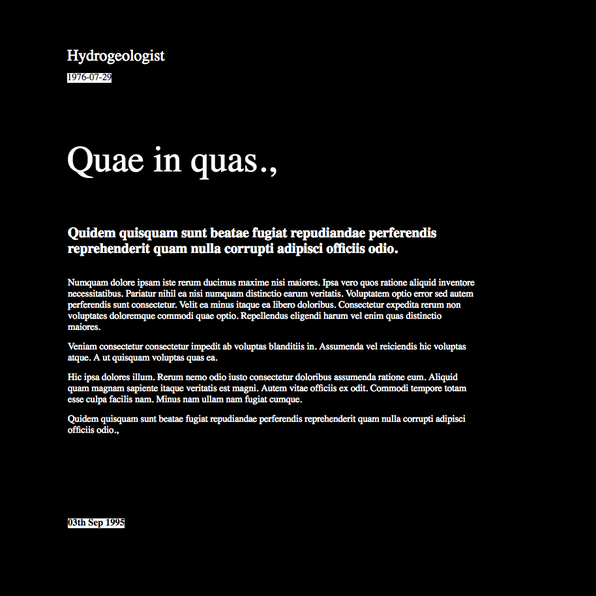 Hydrogeologist
1976-07-29
Quae in quas.,
Quidem quisquam sunt beatae fugiat repudiandae perferendis
reprehenderit quam nulla corrupti adipisci officiis odio.
Numquam dolore ipsam iste rerum ducimus maxime nisi maiores. Ipsa vero quos ratione aliquid inventore
necessitatibus. Pariatur nihil ea nisi numquam distinctio earum veritatis. Voluptatem optio error sed autem
perferendis sunt consectetur. Velit ea minus itaque ea libero doloribus. Consectetur expedita rerum non
voluptates doloremque commodi quae optio. Repellendus eligendi harum vel enim quas distinctio
maiores.
Veniam consectetur consectetur impedit ab voluptas blanditiis in. Assumenda vel reiciendis hic voluptas
atque. A ut quisquam voluptas quas ea.
Hic ipsa dolores illum. Rerum nemo odio iusto consectetur doloribus assumenda ratione eum. Aliquid
quam magnam sapiente itaque veritatis est magni. Autem vitae officiis ex odit. Commodi tempore totam
esse culpa facilis nam. Minus nam ullam nam fugiat cumque.
Quidem quisquam sunt beatae fugiat repudiandae perferendis reprehenderit quam nulla corrupti adipisci
officiis odio.,
03th Sep 1995